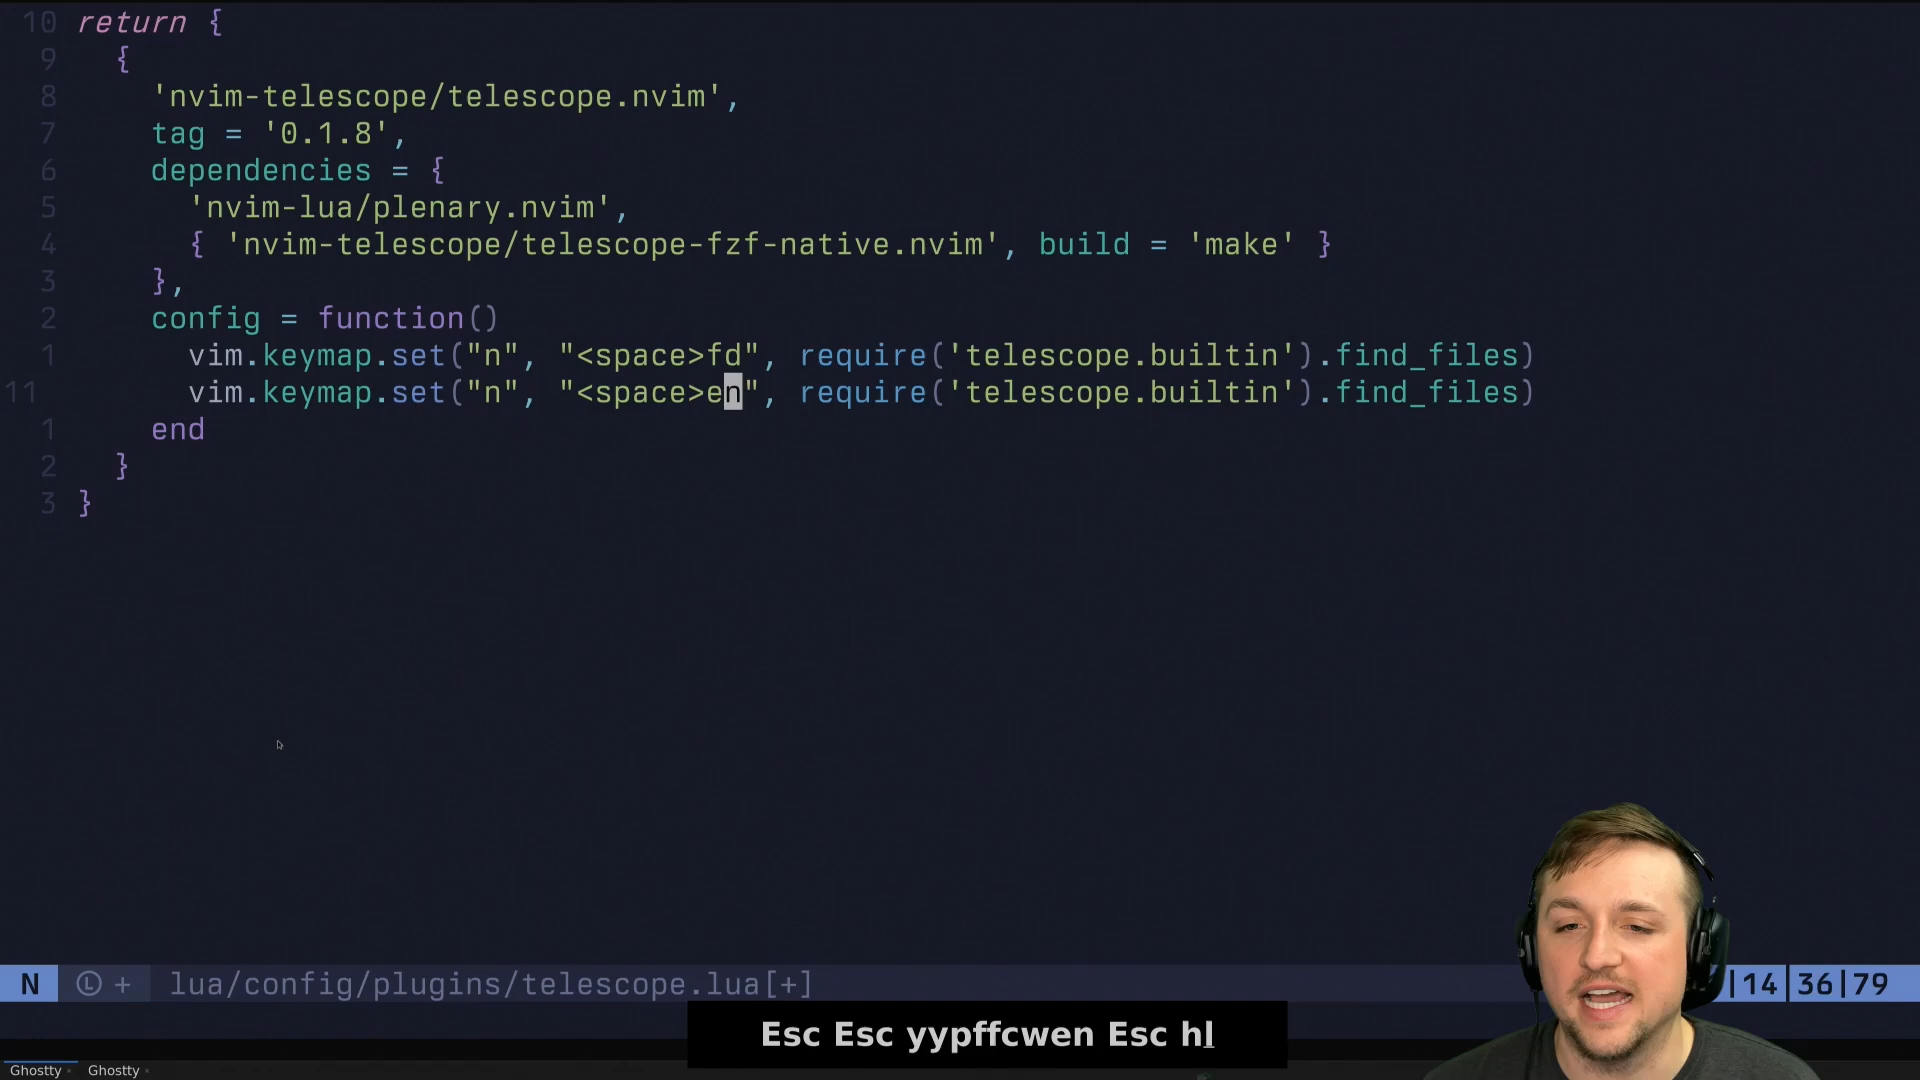 10 return {
9 {
8 'nvim-telescope/telescope.nvim',
7 tag = '0.1.8',
6 dependencies = {
5 'nvim-lua/plenary.nvim',
4 { 'nvim-telescope/telescope-fzf-native.nvim', build = 'make' }
3 },
2 config = function()
1 vim.keymap.set("n", "<space>fd", require('telescope.builtin').find_files)
11 vim.keymap.set("n", "<space>en", require('telescope.builtin').find_files)
1 end
2 }
3 }
N Ⓛ + lua/config/plugins/telescope.lua[+] |14|36|79
Esc Esc yypffcwen Esc hl
Ghostty Ghostty